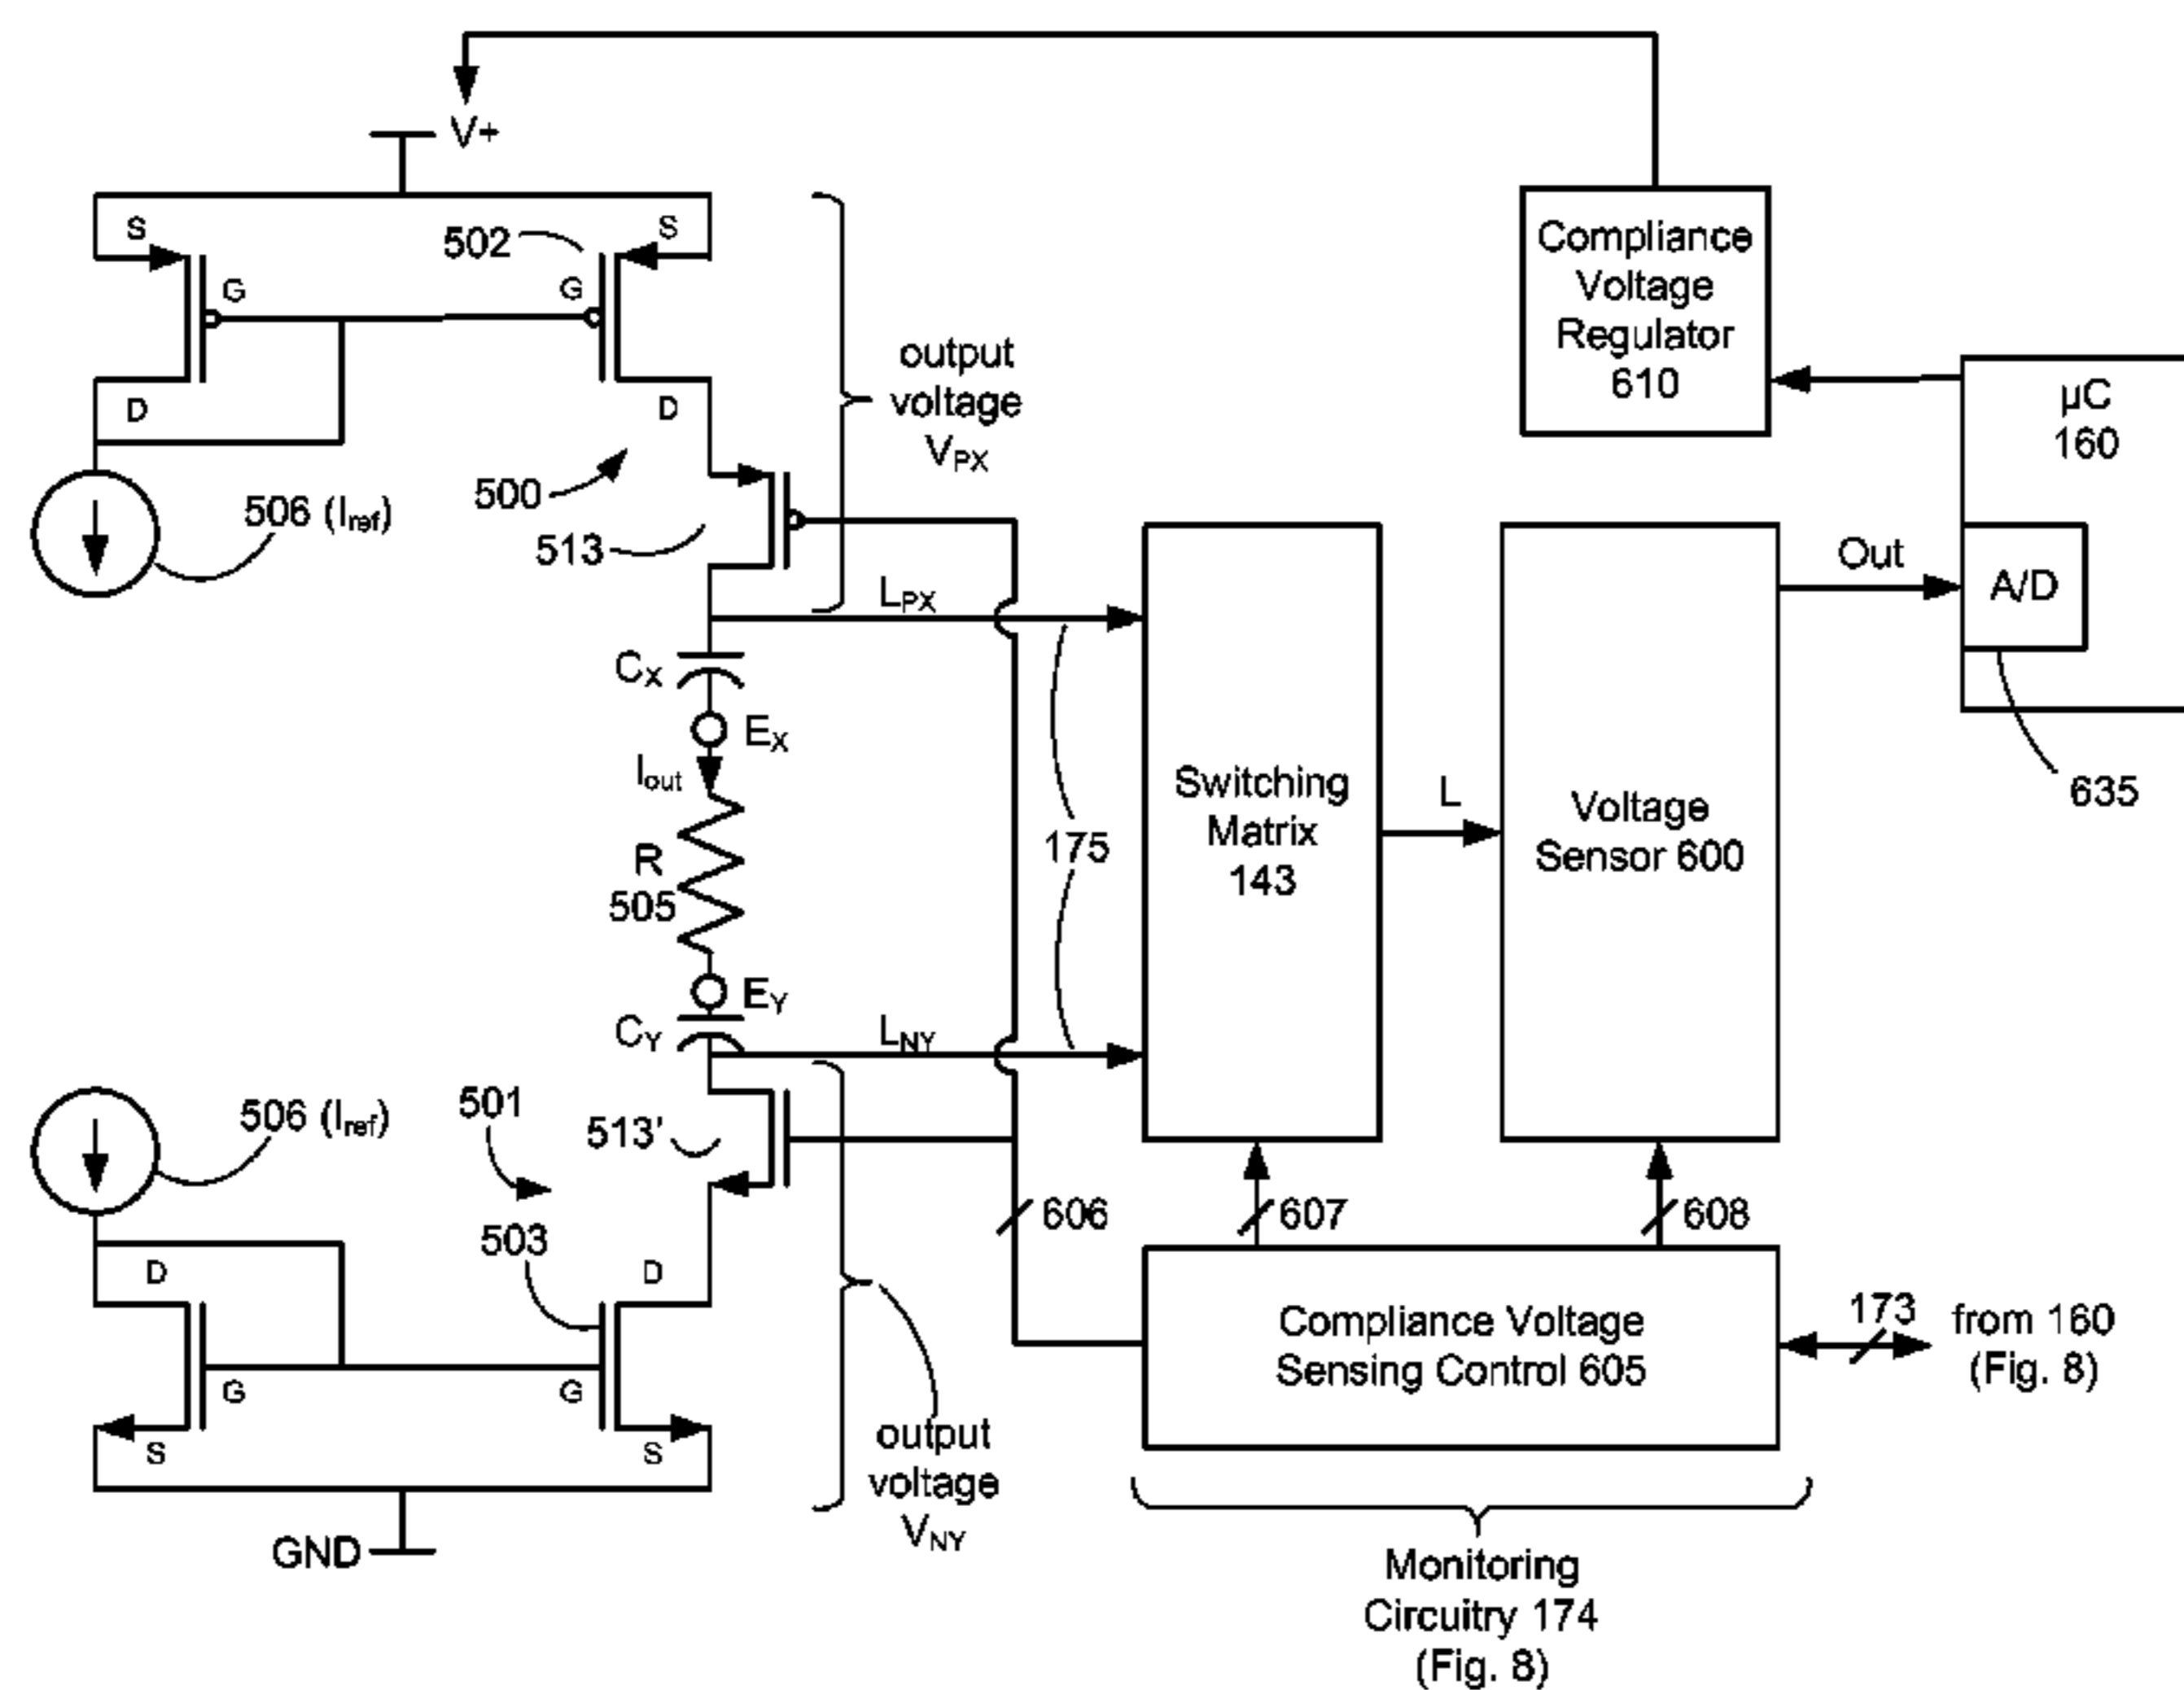 V+
S
502
S
G
G
D
D
500
506 (Iref)
513
output
voltage
VPX
Compliance
Voltage
Regulator
610
µC
160
Out
A/D
635
LPX
CX
EX
Iout
R
505
EY
CY
LNY
175
Switching
Matrix
143
L
Voltage
Sensor 600
506 (Iref)
501
513'
503
D
D
G
G
S
S
GND
output
voltage
VNY
606
607
608
Compliance Voltage
Sensing Control 605
173
from 160
(Fig. 8)
Monitoring
Circuitry 174
(Fig. 8)